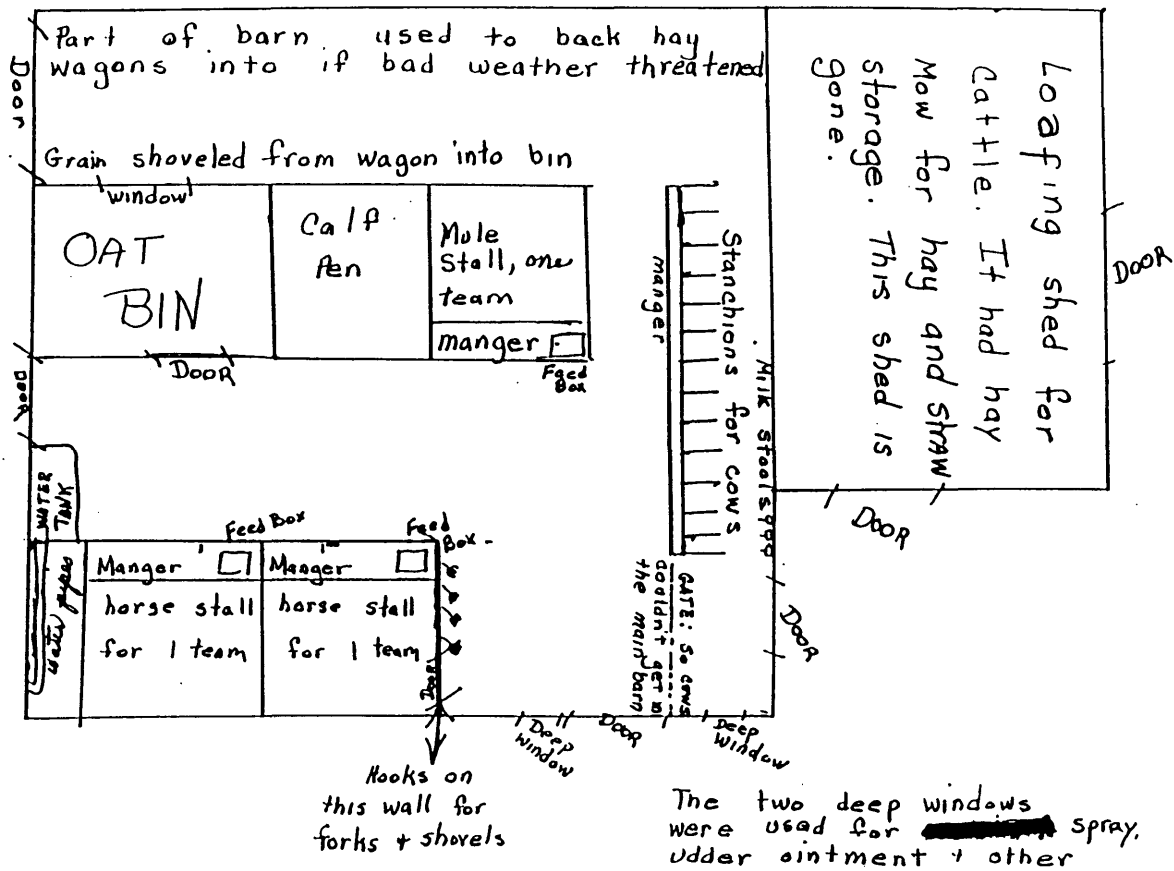 Part of barn used to back hay
wagons into if bad weather threatened
Door
Grain shoveled from wagon into bin
window
OAT
BIN
DOOR
Calf
Pen
Mule
Stall, one
team
manger
Feed
Box
manger
Stanchions for cows
Milk stools
Loafing shed for
Cattle. It had hay
Mow for hay and STRAW
storage. This shed is
gone.
DOOR
DOOR
DOOR
WATER
TANK
water pipes
Feed Box
Feed
Box
Manger
horse stall
for 1 team
Manger
horse stall
for 1 team
DOOR
GATE: So cows
couldn't get to
the main barn
DOOR
Deep
window
DOOR
Deep
window
Hooks on
this wall for
forks + shovels
The two deep windows
were used for spray,
udder ointment + other